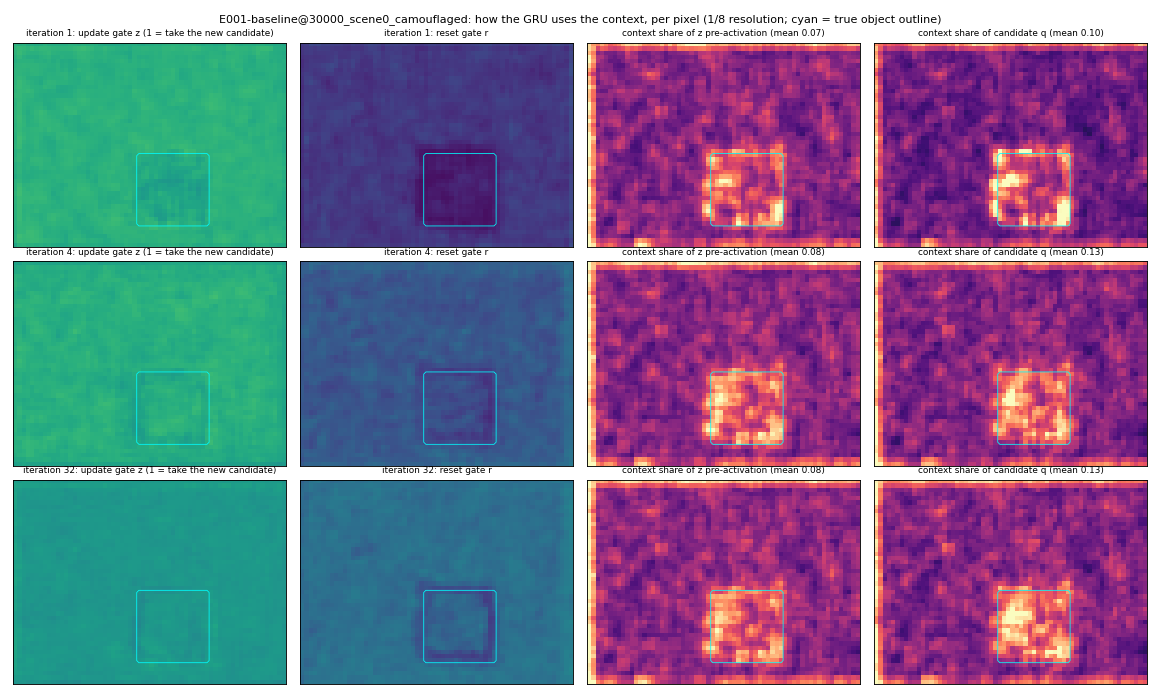 E001-baseline@30000_scene0_camouflaged: how the GRU uses the context, per pixel (1/8 resolution; cyan = true object outline)
iteration 1: update gate z (1 = take the new candidate)
iteration 1: reset gate r
context share of z pre-activation (mean 0.07)
context share of candidate q (mean 0.10)
iteration 4: update gate z (1 = take the new candidate)
iteration 4: reset gate r
context share of z pre-activation (mean 0.08)
context share of candidate q (mean 0.13)
iteration 32: update gate z (1 = take the new candidate)
iteration 32: reset gate r
context share of z pre-activation (mean 0.08)
context share of candidate q (mean 0.13)